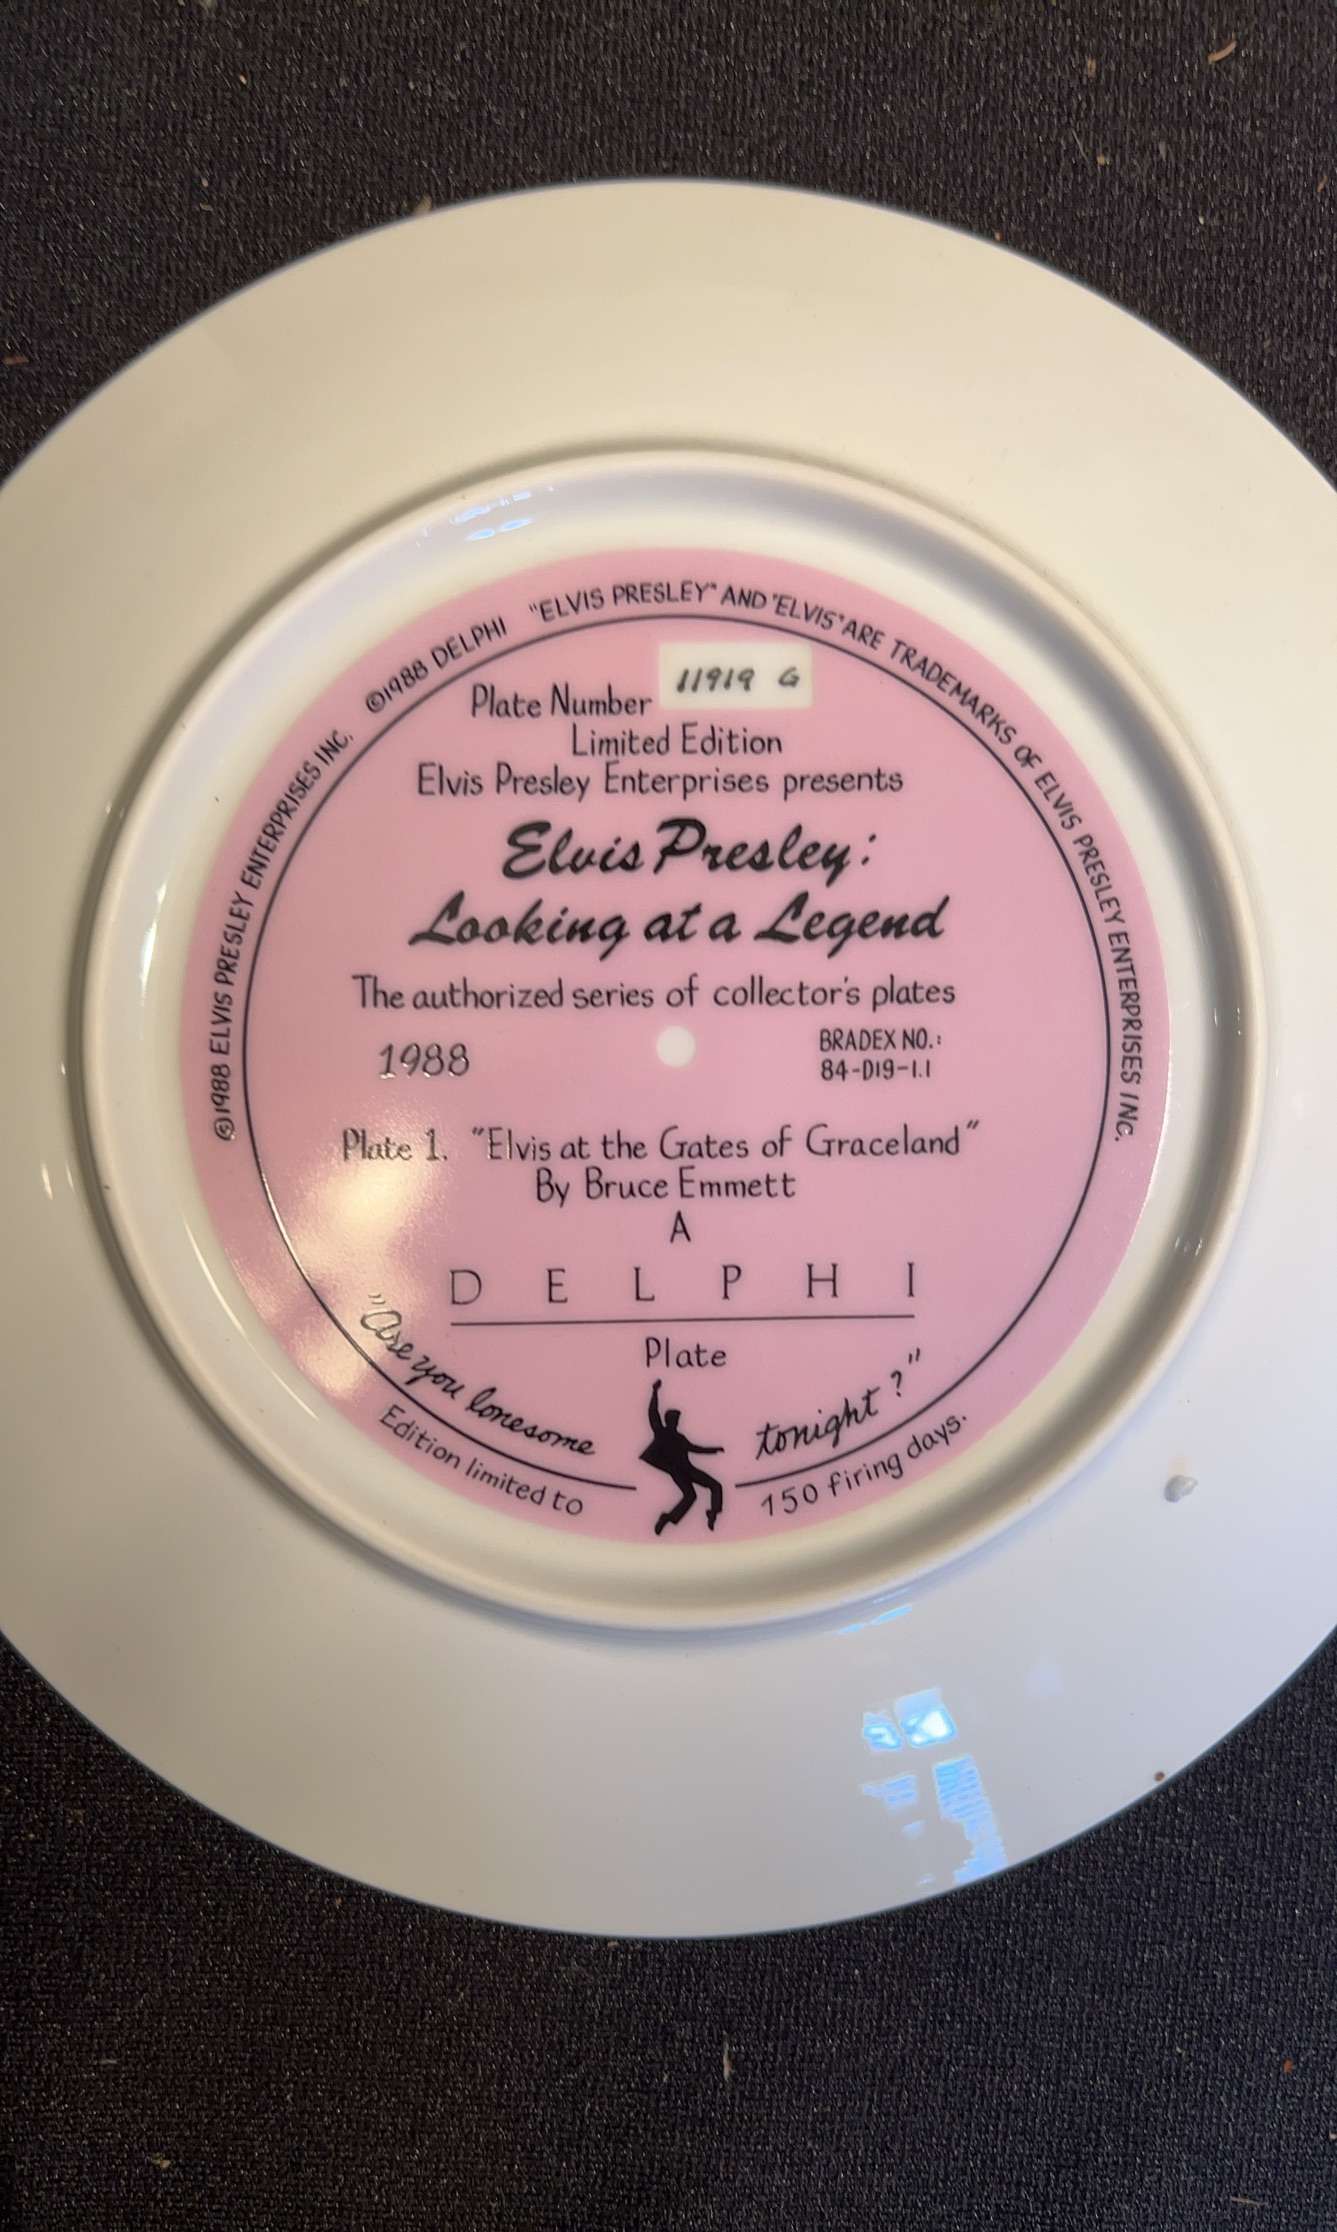 ©1988 ELVIS PRESLEY ENTERPRISES INC. ©1988 DELPHI "ELVIS PRESLEY" AND "ELVIS" ARE TRADEMARKS OF ELVIS PRESLEY ENTERPRISES INC.
Plate Number 11919 G
Limited Edition
Elvis Presley Enterprises presents
Elvis Presley:
Looking at a Legend
The authorized series of collector's plates
1988
BRADEX NO.:
84-D19-1.1
Plate 1. "Elvis at the Gates of Graceland"
By Bruce Emmett
A
DELPHI
Plate
"Are you lonesome tonight?"
Edition limited to 150 firing days.